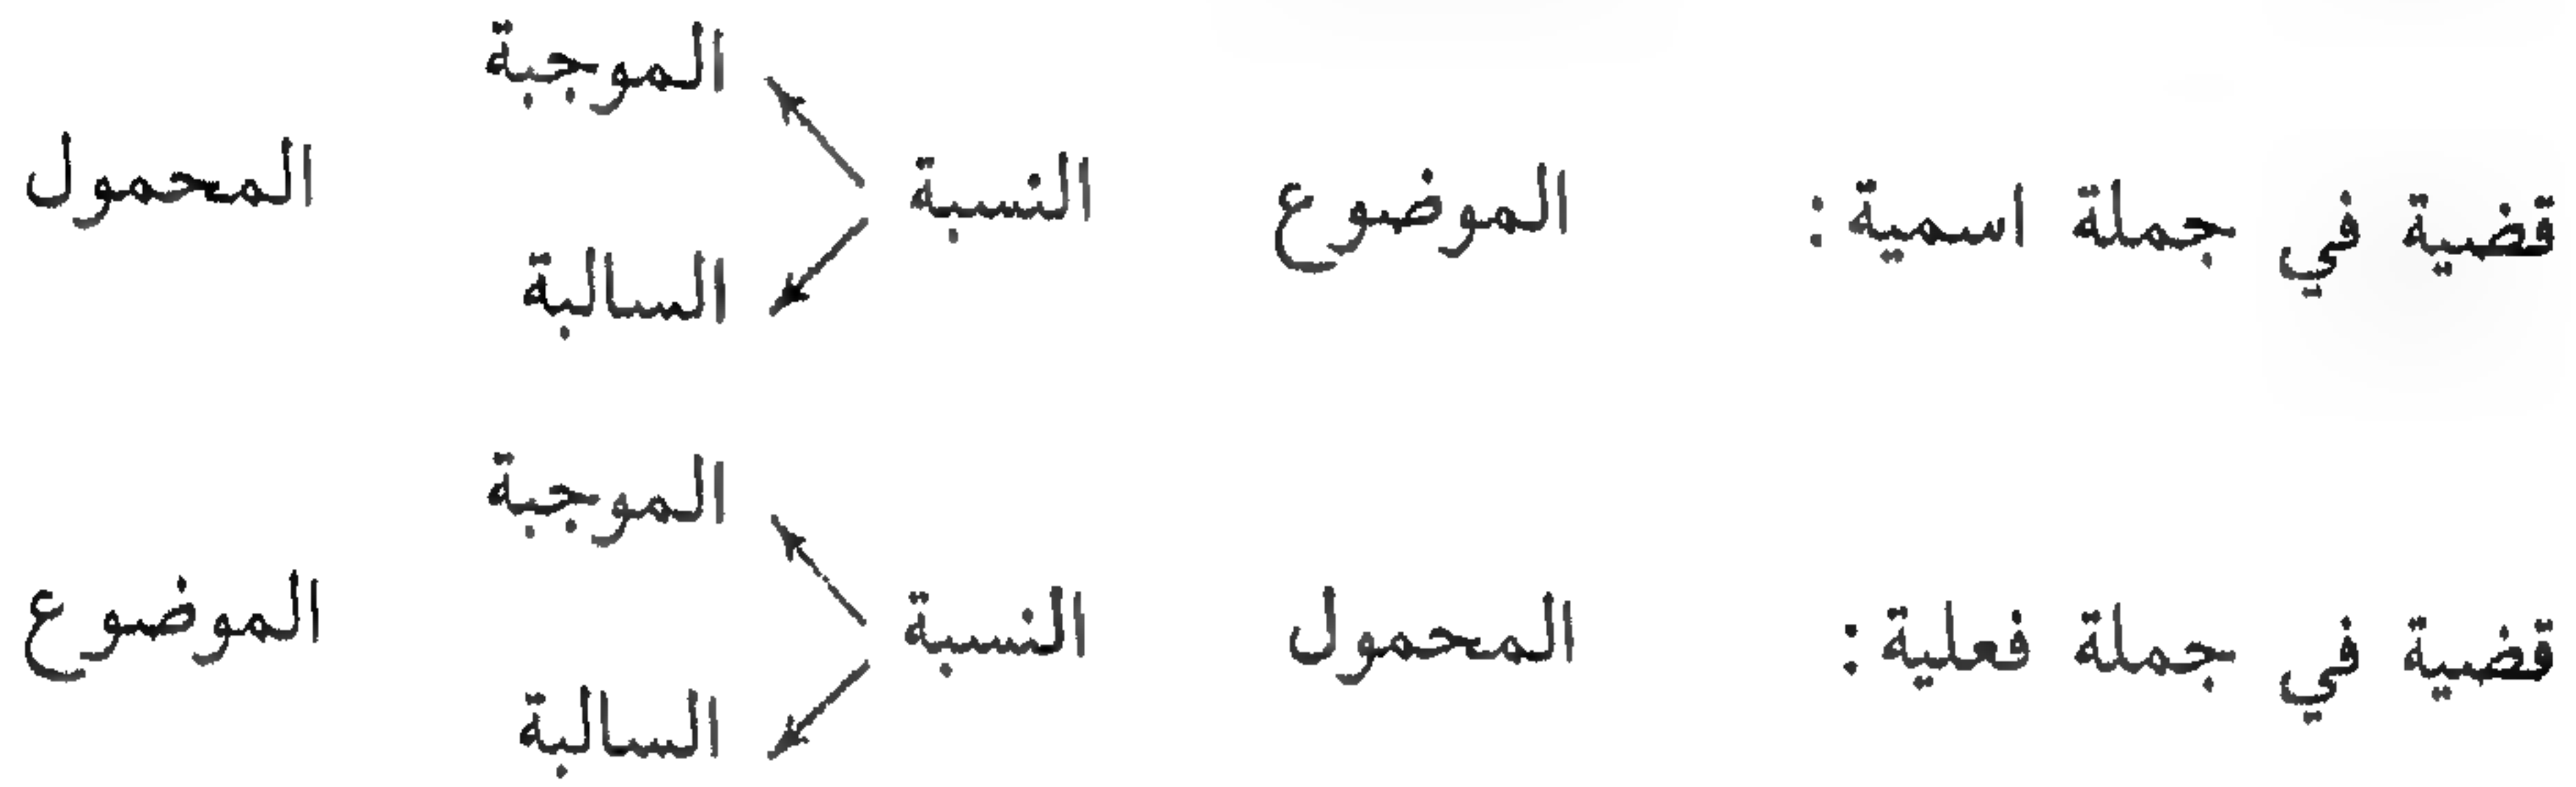 الموجبة
قضية في جملة اسمية: الموضوع النسبة المحمول
السالبة
الموجبة
قضية في جملة فعلية: المحمول النسبة الموضوع
السالبة